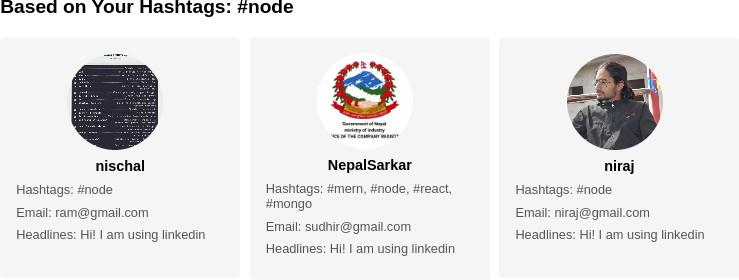 Based on Your Hashtags: #node
nischal
Hashtags: #node
Email: ram@gmail.com
Headlines: Hi! I am using linkedin
Government of Nepal
ministry of industry
OF THE COMPANY REGIST
NepalSarkar
Hashtags: #mern, #node, #react,
#mongo
Email: sudhir@gmail.com
Headlines: Hi! I am using linkedin
niraj
Hashtags: #node
Email: niraj@gmail.com
Headlines: Hi! I am using linkedin